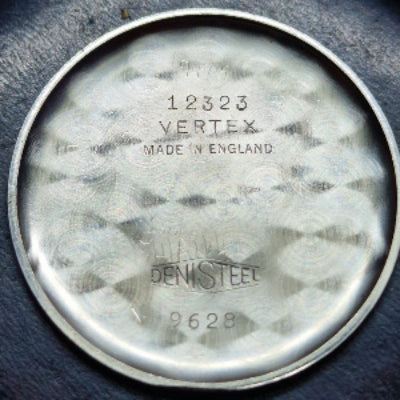 12323
VERTEX
MADE IN ENGLAND
DENISTEEL
9628